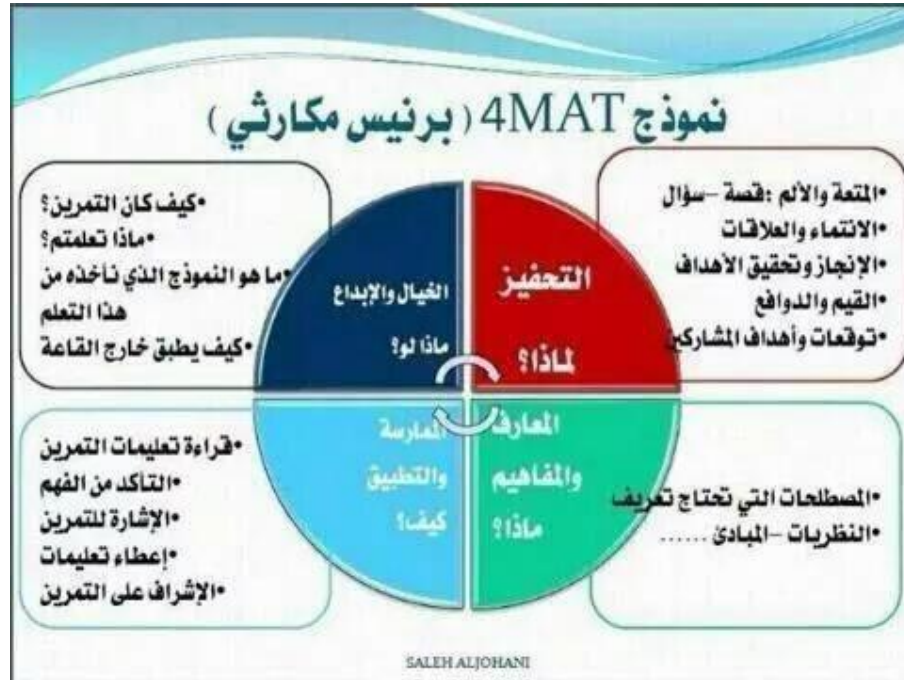 نموذج 4MAT ( برنيس مكارثي )
•المتعة والألم :قصة –سؤال
الانتماء والعلاقات
•الإنجاز وتحقيق الأهداف
•القيم والدوافع
•توقعات وأهداف المشاركين
التحفيز
لماذا؟
•المصطلحات التي تحتاج تعريف
•النظريات –المبادئ ......
المعارف
والمفاهيم
ماذا؟
الممارسة
والتطبيق
كيف؟
•قراءة تعليمات التمرين
•التأكد من الفهم
•الإشارة للتمرين
•إعطاء تعليمات
•الإشراف على التمرين
الخيال والإبداع
ماذا لو؟
•كيف كان التمرين؟
•ماذا تعلمتم؟
•ما هو النموذج الذي نأخذه من
هذا التعلم
•كيف يطبق خارج القاعة
SALEH ALJOHANI